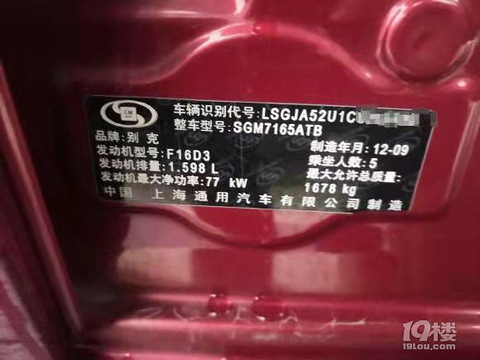 车辆识别代号: LSGJA52U1C
整车型号: SGM7165ATB
品牌: 别克
制造年月: 12-09
发动机型号: F16D3
乘坐人数: 5
发动机排量: 1.598 L
最大允许总质量:
发动机最大净功率: 77 kW
1678 kg
中国 上海通用汽车有限公司制造
19楼
19lou.com